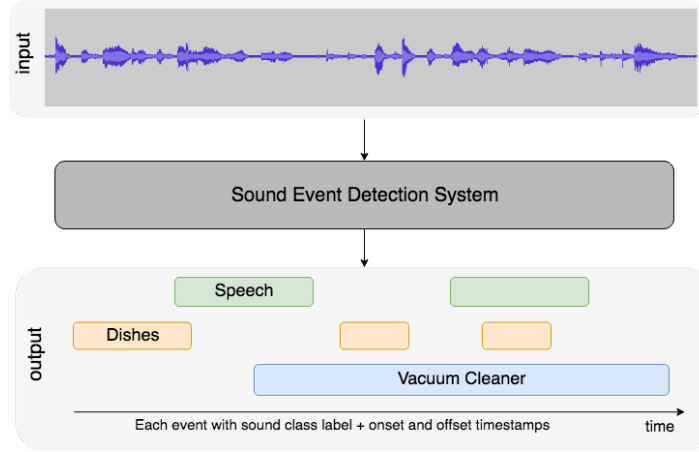 input
Sound Event Detection System
output
Speech
Dishes
Vacuum Cleaner
Each event with sound class label + onset and offset timestamps
time